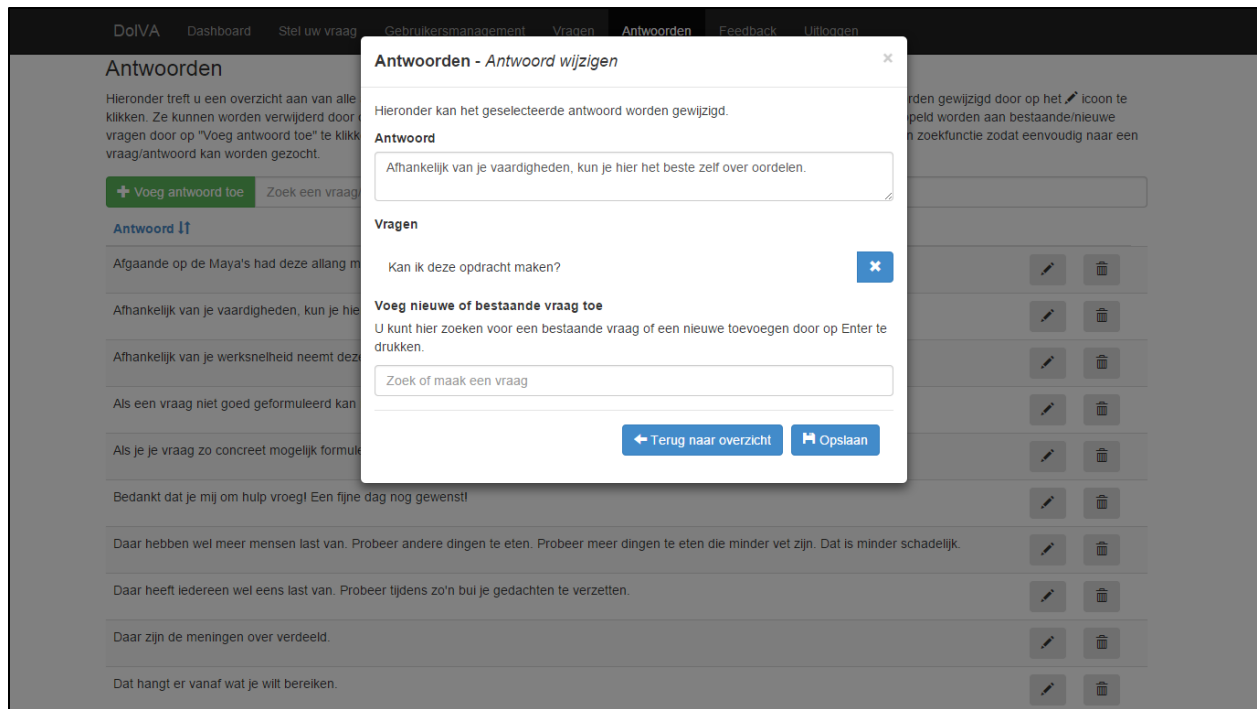 DoIVA Dashboard Stel uw vraag Gebruikersmanagement Vragen Antwoorden Feedback Uitloggen
Antwoorden
Hieronder treft u een overzicht aan van alle
rden gewijzigd door op het icoon te
klikken. Ze kunnen worden verwijderd door
peld worden aan bestaande/nieuwe
vragen door op "Voeg antwoord toe" te klikk
n zoekfunctie zodat eenvoudig naar een
vraag/antwoord kan worden gezocht.
Voeg antwoord toe Zoek een vraag/
Antwoord
Afgaande op de Maya's had deze allang m
Afhankelijk van je vaardigheden, kun je hie
Afhankelijk van je werksnelheid neemt deze
Als een vraag niet goed geformuleerd kan
Als je je vraag zo concreet mogelijk formule
Bedankt dat je mij om hulp vroeg! Een fijne dag nog gewenst!
Daar hebben wel meer mensen last van. Probeer andere dingen te eten. Probeer meer dingen te eten die minder vet zijn. Dat is minder schadelijk.
Daar heeft iedereen wel eens last van. Probeer tijdens zo'n bui je gedachten te verzetten.
Daar zijn de meningen over verdeeld.
Dat hangt er vanaf wat je wilt bereiken.
Antwoorden - Antwoord wijzigen
×
Hieronder kan het geselecteerde antwoord worden gewijzigd.
Antwoord
Afhankelijk van je vaardigheden, kun je hier het beste zelf over oordelen.
Vragen
Kan ik deze opdracht maken?
Voeg nieuwe of bestaande vraag toe
U kunt hier zoeken voor een bestaande vraag of een nieuwe toevoegen door op Enter te
drukken.
Zoek of maak een vraag
Terug naar overzicht Opslaan